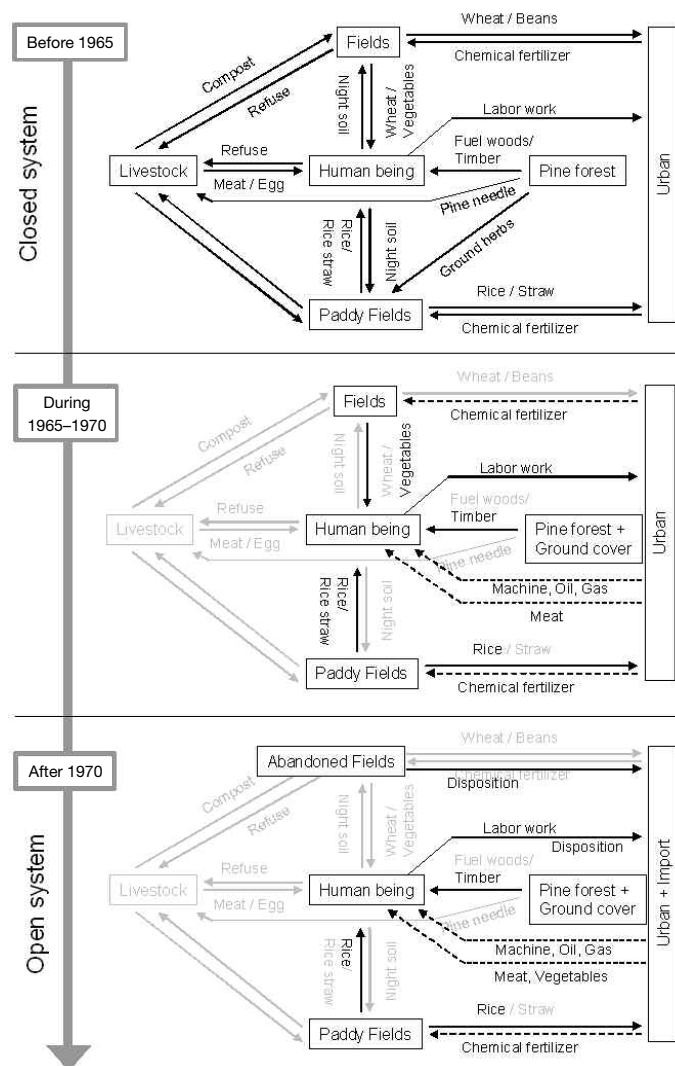 Before 1965
Closed system
Fields
Wheat / Beans
Chemical fertilizer
Compost
Refuse
Night soil
Wheat /
Vegetables
Labor work
Refuse
Livestock
Meat / Egg
Human being
Fuel woods/
Timber
Pine forest
Pine needle
Ground herbs
Rice/
Rice straw
Night soil
Paddy Fields
Rice / Straw
Chemical fertilizer
Urban
During
1965–1970
Fields
Wheat / Beans
Chemical fertilizer
Compost
Refuse
Night soil
Wheat /
Vegetables
Labor work
Refuse
Livestock
Meat / Egg
Human being
Fuel woods/
Timber
Pine forest +
Ground cover
Pine needle
Machine, Oil, Gas
Meat
Rice/
Rice straw
Night soil
Paddy Fields
Rice / Straw
Chemical fertilizer
Urban
After 1970
Open system
Abandoned Fields
Wheat / Beans
Chemical fertilizer
Disposition
Compost
Refuse
Night soil
Wheat /
Vegetables
Labor work
Disposition
Refuse
Livestock
Meat / Egg
Human being
Fuel woods/
Timber
Pine forest +
Ground cover
Pine needle
Machine, Oil, Gas
Meat, Vegetables
Rice/
Rice straw
Night soil
Paddy Fields
Rice / Straw
Chemical fertilizer
Urban + Import